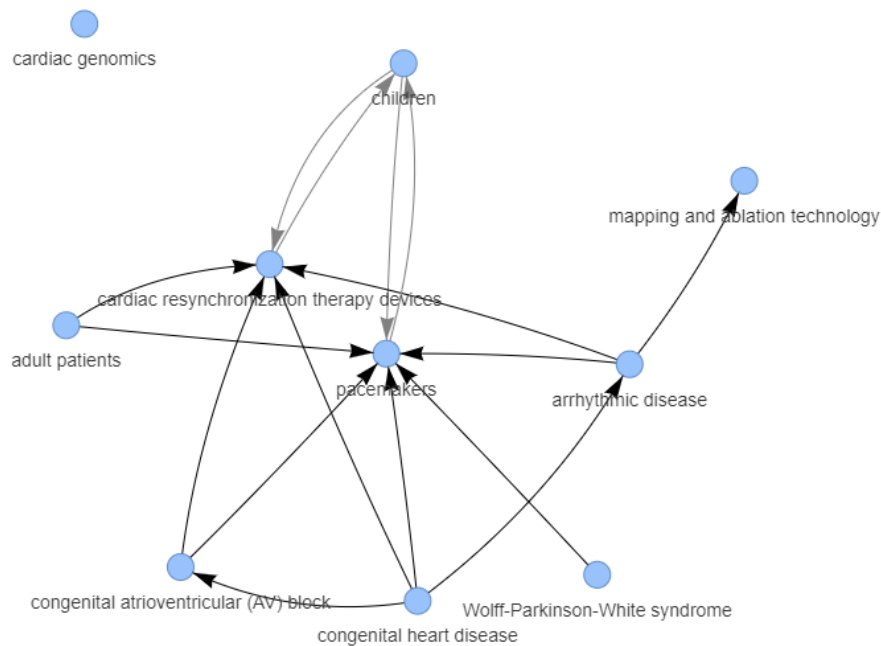 cardiac genomics
children
mapping and ablation technology
cardiac resynchronization therapy devices
adult patients
pacemakers
arrhythmic disease
congenital atrioventricular (AV) block
Wolff-Parkinson-White syndrome
congenital heart disease